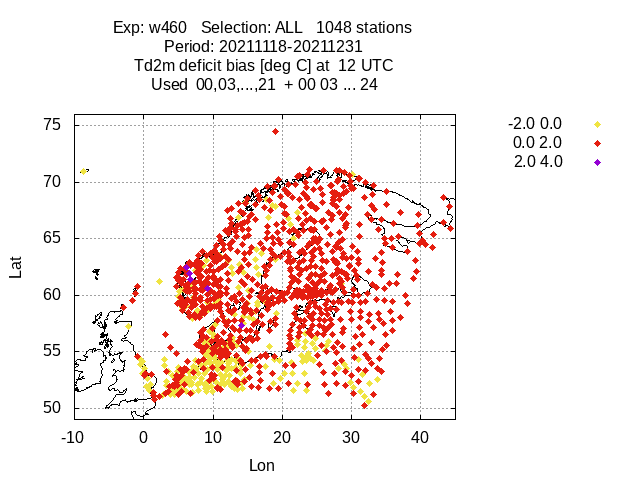 Exp: w460 Selection: ALL 1048 stations
Period: 20211118-20211231
Td2m deficit bias [deg C] at 12 UTC
Used 00,03,...,21 + 00 03 ... 24
-2.0 0.0
0.0 2.0
2.0 4.0
75
70
65
60
55
50
Lat
-10 0 10 20 30 40
Lon